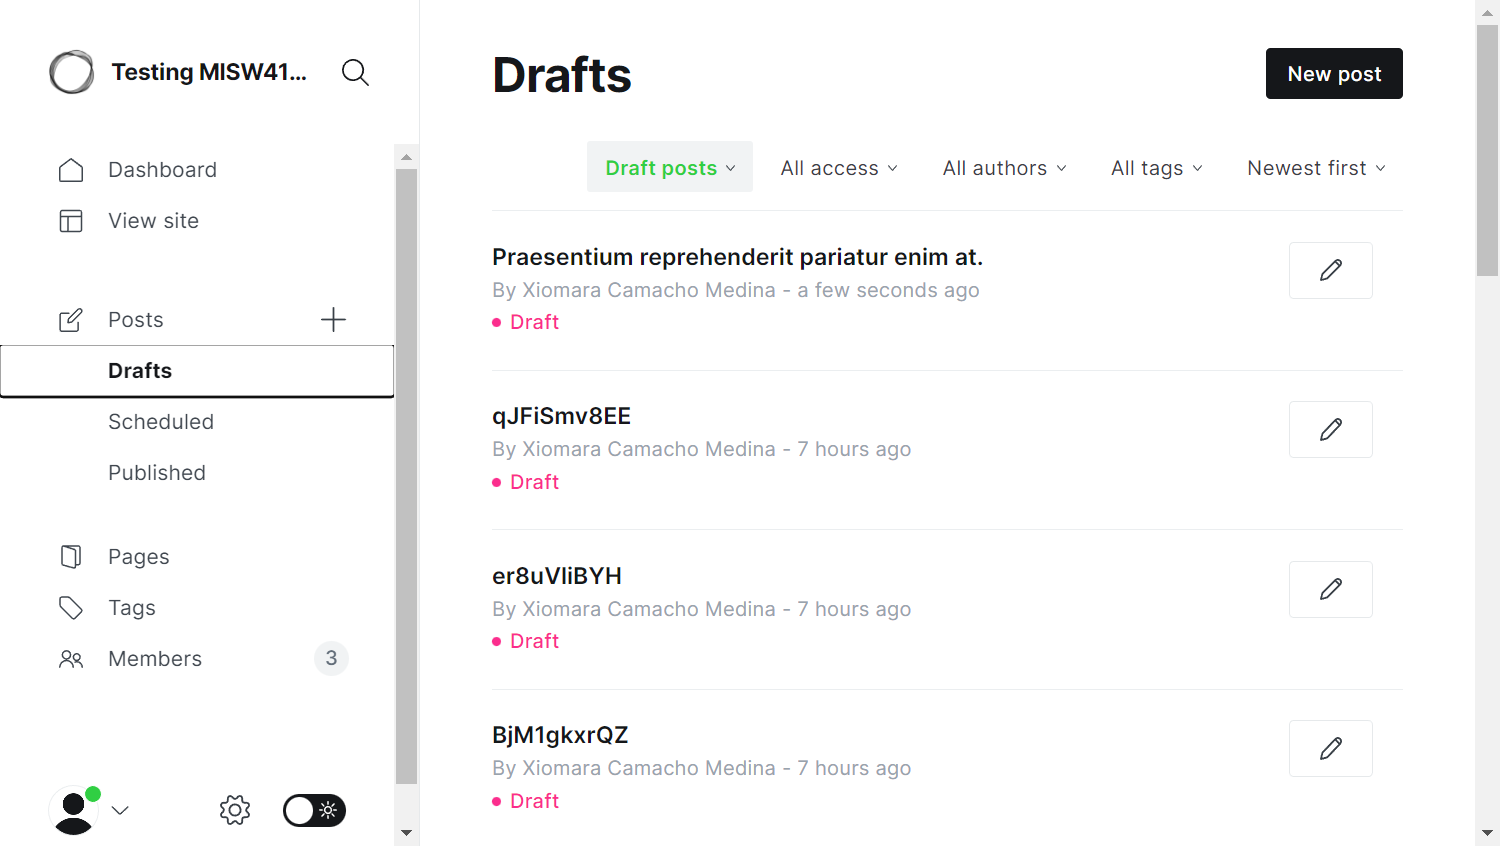 Testing MISW41...
Dashboard
View site
Posts
Drafts
Scheduled
Published
Pages
Tags
Members
3
Drafts
New post
Draft posts
All access
All authors
All tags
Newest first
Praesentium reprehenderit pariatur enim at.
By Xiomara Camacho Medina - a few seconds ago
Draft
qJFiSmv8EE
By Xiomara Camacho Medina - 7 hours ago
Draft
er8uVliBYH
By Xiomara Camacho Medina - 7 hours ago
Draft
BjM1gkxrQZ
By Xiomara Camacho Medina - 7 hours ago
Draft